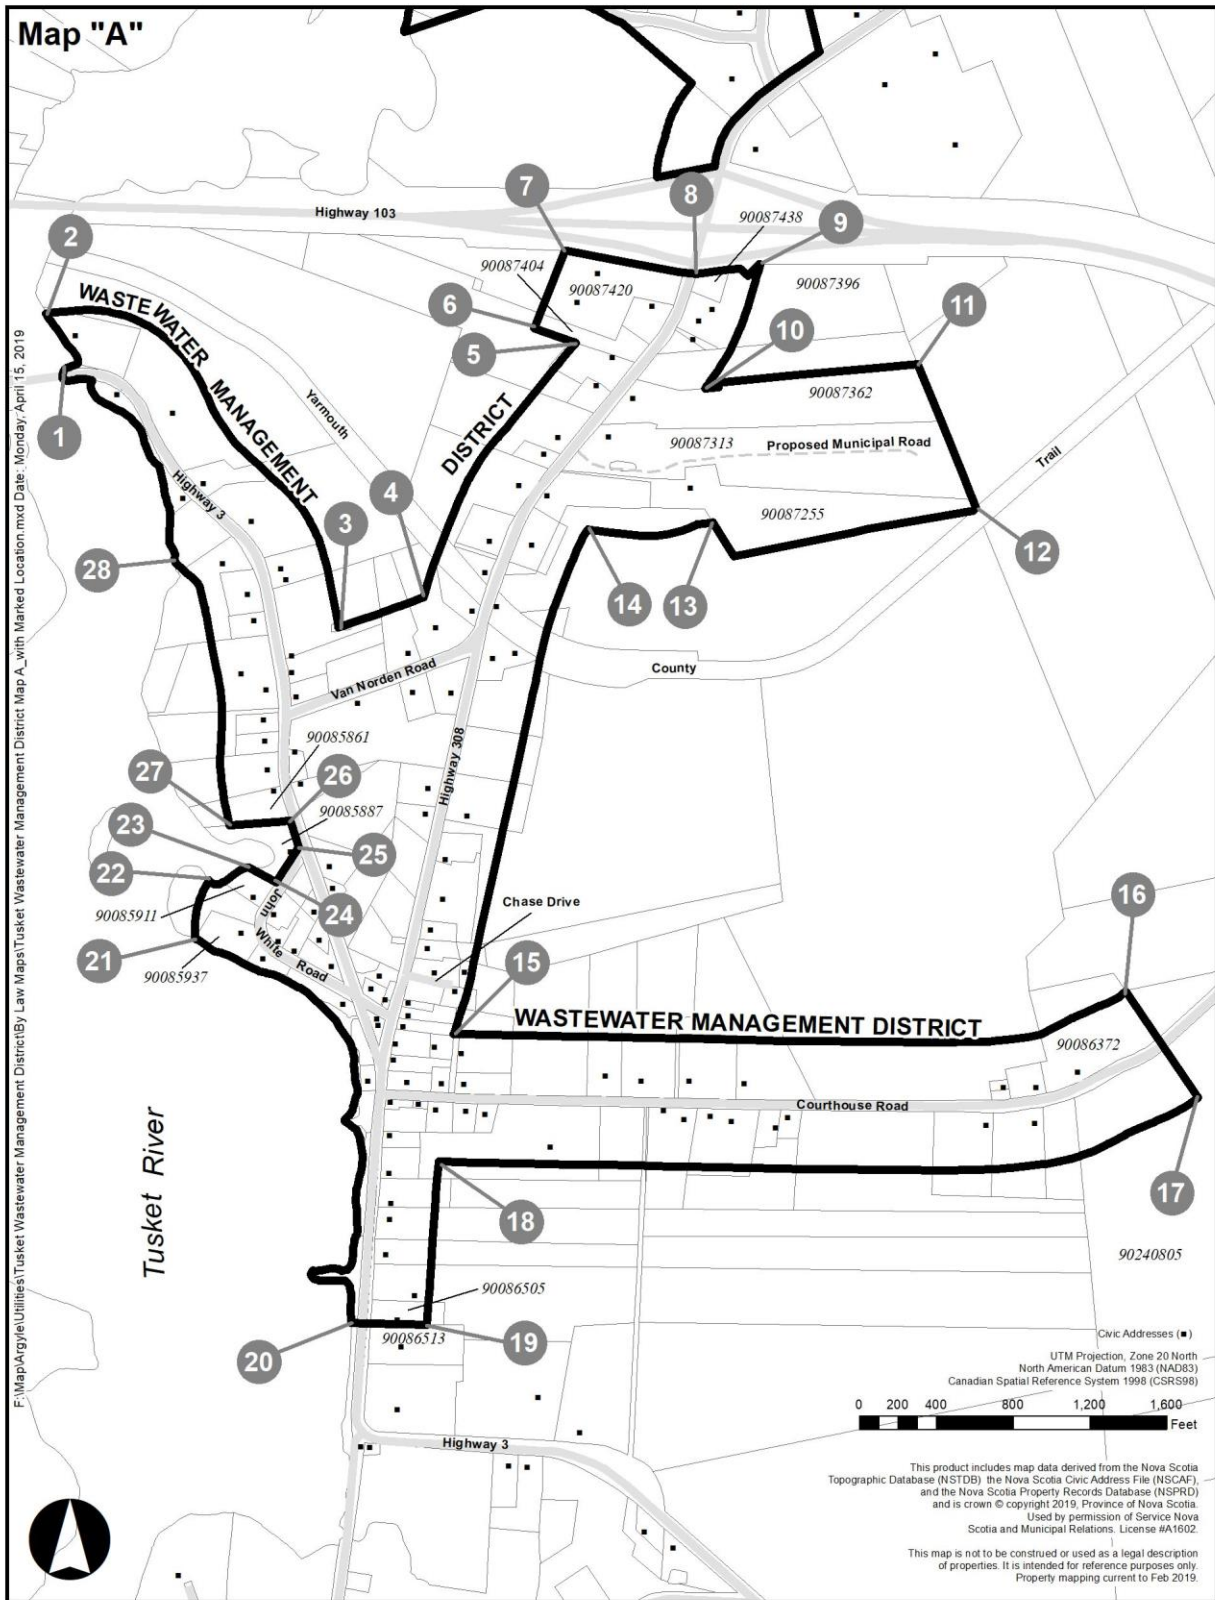 Map "A"
7
8
Highway 103
90087438
9
2
90087404
90087420
90087396
WASTEWATER MANAGEMENT DISTRICT
6
11
10
5
90087362
1
Yarmouth
90087313
Proposed Municipal Road
Trail
Highway 3
4
3
90087255
12
28
14
13
County
Van Norden Road
90085861
Highway 308
27
26
90085887
23
25
22
Chase Drive
16
90085911
John White Road
24
21
15
90085937
WASTEWATER MANAGEMENT DISTRICT
90086372
Courthouse Road
Tusket River
17
18
90240805
90086505
90086513
19
20
Civic Addresses (■)
UTM Projection, Zone 20 North
North American Datum 1983 (NAD83)
Canadian Spatial Reference System 1998 (CSRS98)
0 200 400 800 1,200 1,600
Feet
Highway 3
This product includes map data derived from the Nova Scotia
Topographic Database (NSTDB) the Nova Scotia Civic Address File (NSCAF),
and the Nova Scotia Property Records Database (NSPRD)
and is crown © copyright 2019, Province of Nova Scotia.
Used by permission of Service Nova
Scotia and Municipal Relations. License #A1602.
This map is not to be construed or used as a legal description
of properties. It is intended for reference purposes only.
Property mapping current to Feb 2019.
F:\Map\Argyle\Utilities\Tusket Wastewater Management District\By Law Maps\Tusket Wastewater Management District Map A_with Marked Location.mxd Date: Monday, April 15, 2019